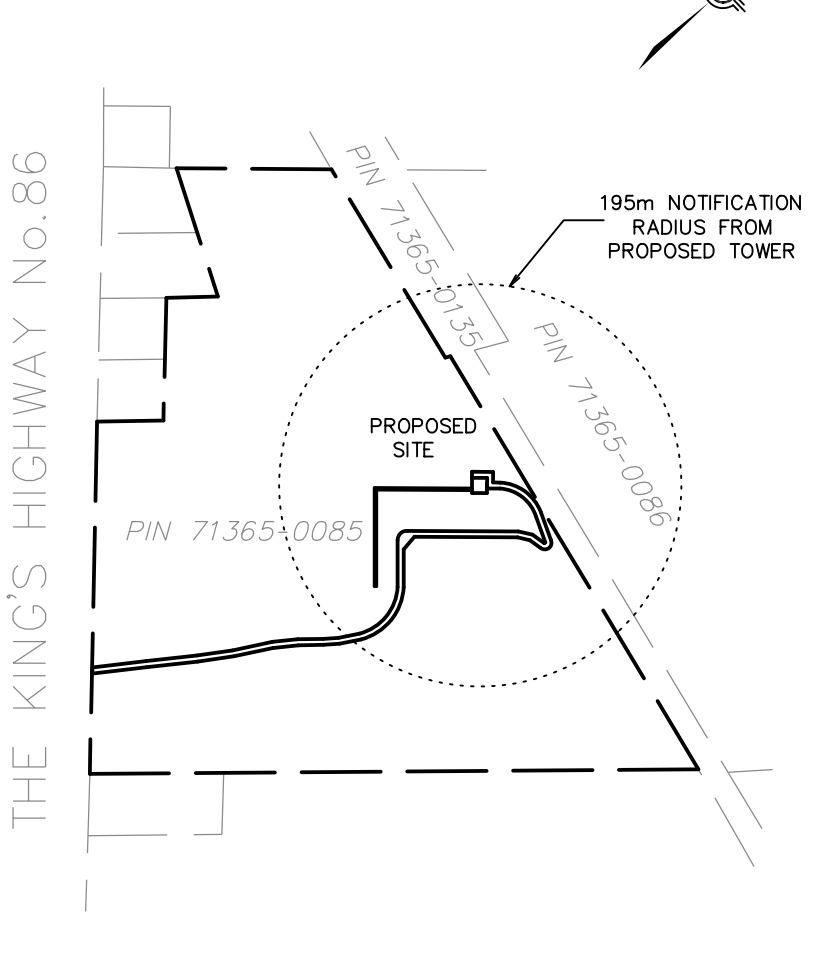 THE KING'S HIGHWAY No.86
PIN 71365-0135
195m NOTIFICATION
RADIUS FROM
PROPOSED TOWER
PIN 71365-0086
PROPOSED
SITE
PIN 71365-0085